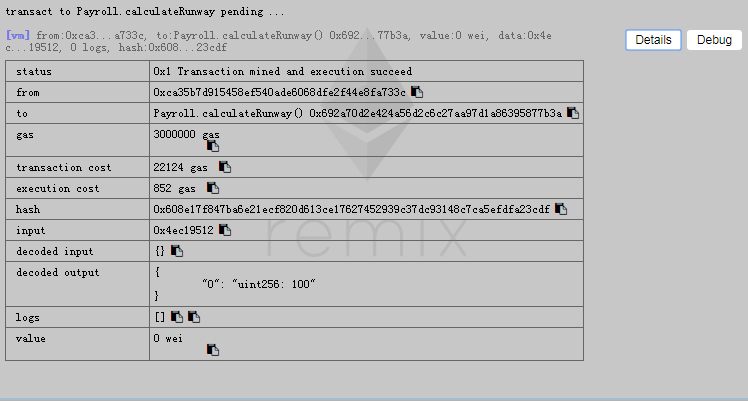 transact to Payroll.calculateRunway pending ...
[vm] from:0xca3...a733c, to:Payroll.calculateRunway() 0x692...77b3a, value:0 wei, data:0x4e
c...19512, 0 logs, hash:0x608...23cdf
Details
Debug
status 0x1 Transaction mined and execution succeed
from 0xca35b7d915458ef540ade6068dfe2f44e8fa733c
to Payroll.calculateRunway() 0x692a70d2e424a56d2c6c27aa97d1a86395877b3a
gas 3000000 gas
transaction cost 22124 gas
execution cost 852 gas
hash 0x608e17f847ba6e21ecf820d613ce17627452939c37dc93148c7ca5efdfa23cdf
input 0x4ec19512
decoded input {}
decoded output {
"0": "uint256: 100"
}
logs []
value 0 wei
remix